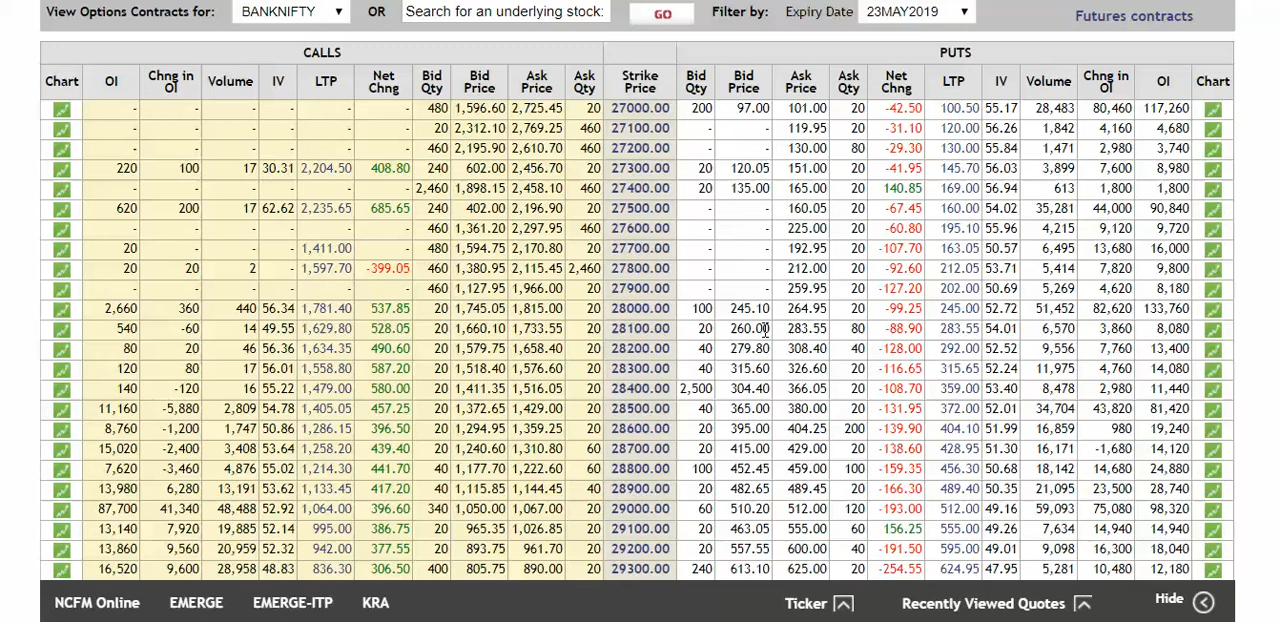 View Options Contracts for: BANKNIFTY OR Search for an underlying stock: GO Filter by: Expiry Date 23MAY2019 Futures contracts
CALLS PUTS
Chart OI Chng in OI Volume IV LTP Net Chng Bid Qty Bid Price Ask Price Ask Qty Strike Price Bid Qty Bid Price Ask Price Ask Qty Net Chng LTP IV Volume Chng in OI OI Chart
- - - - - - 480 1,596.60 2,725.45 20 27000.00 200 97.00 101.00 20 -42.50 100.50 55.17 28,483 80,460 117,260
- - - - - - 20 2,312.10 2,769.25 460 27100.00 - - 119.95 20 -31.10 120.00 56.26 1,842 4,160 4,680
- - - - - - 460 2,195.90 2,610.70 460 27200.00 - - 130.00 80 -29.30 130.00 55.84 1,471 2,980 3,740
220 100 17 30.31 2,204.50 408.80 240 602.00 2,456.70 20 27300.00 20 120.05 151.00 20 -41.95 145.70 56.03 3,899 7,600 8,980
- - - - - - 2,460 1,898.15 2,458.10 460 27400.00 20 135.00 165.00 20 140.85 169.00 56.94 613 1,800 1,800
620 200 17 62.62 2,235.65 685.65 240 402.00 2,196.90 20 27500.00 - - 160.05 20 -67.45 160.00 54.02 35,281 44,000 90,840
- - - - - - 460 1,361.20 2,297.95 460 27600.00 - - 225.00 20 -60.80 195.10 55.96 4,215 9,120 9,720
20 - - - 1,411.00 - 480 1,594.75 2,170.80 20 27700.00 - - 192.95 20 -107.70 163.05 50.57 6,495 13,680 16,000
20 20 2 - 1,597.70 -399.05 460 1,380.95 2,115.45 2,460 27800.00 - - 212.00 20 -92.60 212.05 53.71 5,414 7,820 9,800
- - - - - - 460 1,127.95 1,966.00 20 27900.00 - - 259.95 20 -127.20 202.00 50.69 5,269 4,620 8,180
2,660 360 440 56.34 1,781.40 537.85 20 1,745.05 1,815.00 20 28000.00 100 245.10 264.95 20 -99.25 245.00 52.72 51,452 82,620 133,760
540 -60 14 49.55 1,629.80 528.05 20 1,660.10 1,733.55 20 28100.00 20 260.00 283.55 80 -88.90 283.55 54.01 6,570 3,860 8,080
80 20 46 56.36 1,634.35 490.60 20 1,579.75 1,658.40 20 28200.00 40 279.80 308.40 40 -128.00 292.00 52.52 9,556 7,760 13,400
120 80 17 56.01 1,558.80 587.20 20 1,518.40 1,576.60 20 28300.00 40 315.60 326.60 20 -116.65 315.65 52.24 11,975 4,760 14,080
140 -120 16 55.22 1,479.00 580.00 20 1,411.35 1,516.05 20 28400.00 2,500 304.40 366.05 20 -108.70 359.00 53.40 8,478 2,980 11,440
11,160 -5,880 2,809 54.78 1,405.05 457.25 20 1,372.65 1,429.00 20 28500.00 40 365.00 380.00 20 -131.95 372.00 52.01 34,704 43,820 81,420
8,760 -1,200 1,747 50.86 1,286.15 396.50 20 1,294.95 1,359.25 20 28600.00 20 395.00 404.25 200 -139.90 404.10 51.99 16,859 980 19,240
15,020 -2,400 3,408 53.64 1,258.20 439.40 20 1,240.60 1,310.80 60 28700.00 20 415.00 429.00 20 -138.60 428.95 51.30 16,171 -1,680 14,120
7,620 -3,460 4,876 55.02 1,214.30 441.70 40 1,177.70 1,222.60 60 28800.00 100 452.45 459.00 100 -159.35 456.30 50.68 18,142 14,680 24,880
13,980 6,280 13,191 53.62 1,133.45 417.20 40 1,115.85 1,144.45 40 28900.00 20 482.65 489.45 20 -166.30 489.40 50.35 21,095 23,500 28,740
87,700 41,340 48,488 52.92 1,064.00 396.60 340 1,050.00 1,067.00 20 29000.00 60 510.20 512.00 120 -193.00 512.00 49.16 59,093 75,080 98,320
13,140 7,920 19,885 52.14 995.00 386.75 20 965.35 1,026.85 20 29100.00 20 463.05 555.00 60 156.25 555.00 49.26 7,634 14,940 14,940
13,860 9,560 20,959 52.32 942.00 377.55 20 893.75 961.70 20 29200.00 20 557.55 600.00 40 -191.50 595.00 49.01 9,098 16,300 18,040
16,520 9,600 28,958 48.83 836.30 306.50 400 805.75 890.00 20 29300.00 240 613.10 625.00 20 -254.55 624.95 47.95 5,281 10,480 12,180
NCFM Online EMERGE EMERGE-ITP KRA Ticker Recently Viewed Quotes Hide